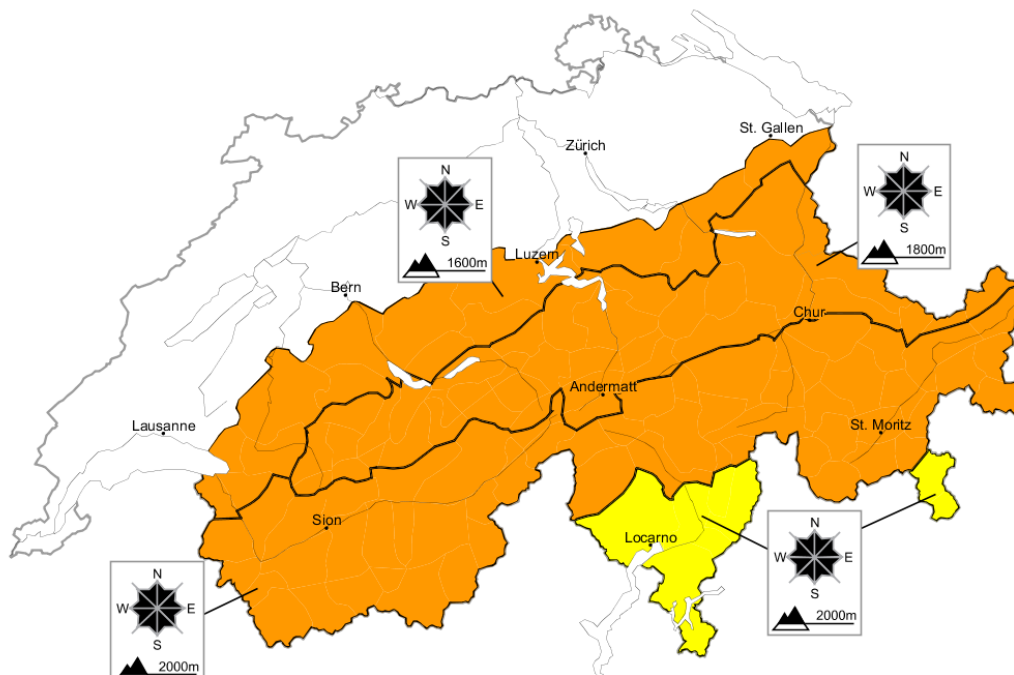 St. Gallen
Zürich
N
W E
S
1600m
N
W E
S
1800m
Luzern
Bern
Chur
Andermatt
Lausanne
St. Moritz
Sion
Locarno
N
W E
S
2000m
N
W E
S
2000m